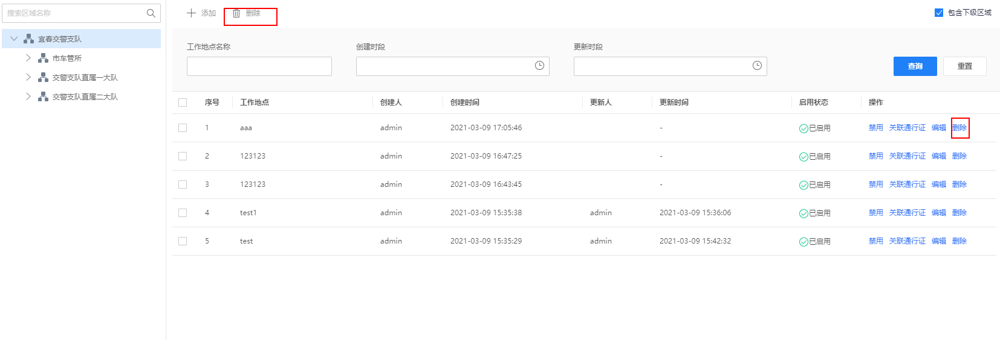 搜索区域名称
宜春交警支队
市车管所
交警支队直属一大队
交警支队直属二大队
添加 删除 包含下级区域
工作地点名称 创建时段 更新时段
查询 重置
序号 工作地点 创建人 创建时间 更新人 更新时间 启用状态 操作
1 aaa admin 2021-03-09 17:05:46 - 已启用 禁用 关联通行证 编辑 删除
2 123123 admin 2021-03-09 16:47:25 - 已启用 禁用 关联通行证 编辑 删除
3 123123 admin 2021-03-09 16:43:45 - 已启用 禁用 关联通行证 编辑 删除
4 test1 admin 2021-03-09 15:35:38 admin 2021-03-09 15:36:06 已启用 禁用 关联通行证 编辑 删除
5 test admin 2021-03-09 15:35:29 admin 2021-03-09 15:42:32 已启用 禁用 关联通行证 编辑 删除